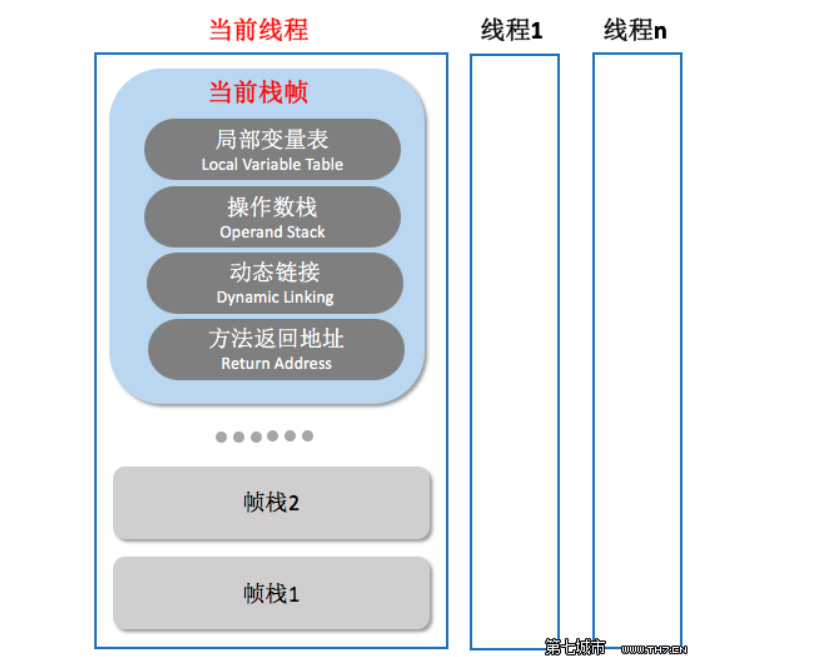 当前线程
线程1
线程n
当前栈帧
局部变量表
Local Variable Table
操作数栈
Operand Stack
动态链接
Dynamic Linking
方法返回地址
Return Address
帧栈2
帧栈1
第七城市 www.TH7.CN